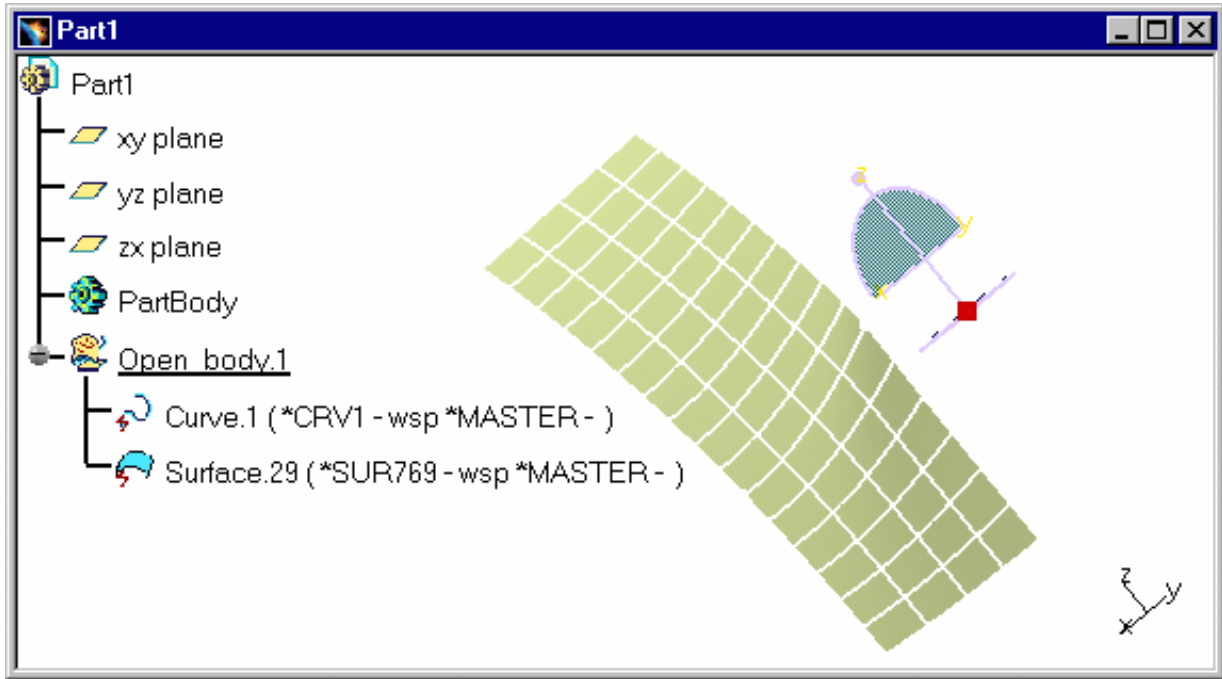 Part1
Part1
xy plane
yz plane
zx plane
PartBody
Open_body.1
Curve.1 (*CRV1 - wsp *MASTER - )
Surface.29 (*SUR769 - wsp *MASTER - )
z
y
x
z
y
x